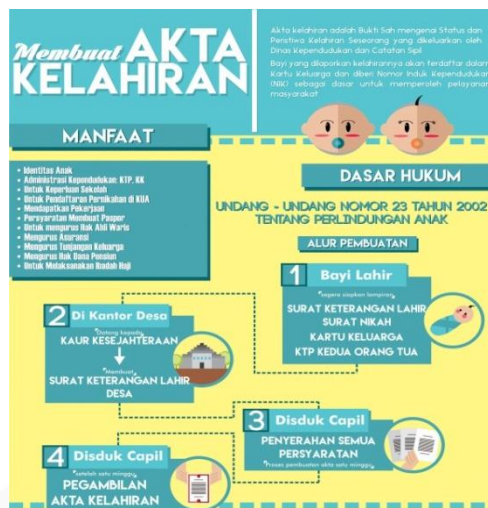 Membuat AKTA
KELAHIRAN
Akta kelahiran adalah Bukti Sah mengenai Status dan
Peristiwa Kelahiran Seseorang yang dikeluarkan oleh
Dinas Kependudukan dan Catatan Sipil
Bayi yang dilaporkan kelahirannya akan terdaftar dalam
Kartu Keluarga dan diberi Nomor Induk Kependudukan
(NIK) sebagai dasar untuk memperoleh pelayanan
masyarakat
MANFAAT
• Identitas Anak
• Administrasi Kependudukan: KTP, KK
• Untuk Keperluan Sekolah
• Untuk Pendaftaran Pernikahan di KUA
• Mendapatkan Pekerjaan
• Persyaratan Membuat Paspor
• Untuk mengurus Hak Ahli Waris
• Mengurus Asuransi
• Mengurus Tunjangan Keluarga
• Mengurus Hak Dana Pensiun
• Untuk Melaksanakan Ibadah Haji
DASAR HUKUM
UNDANG - UNDANG NOMOR 23 TAHUN 2002
TENTANG PERLINDUNGAN ANAK
ALUR PEMBUATAN
1 Bayi Lahir
segera siapkan lampiran
SURAT KETERANGAN LAHIR
SURAT NIKAH
KARTU KELUARGA
KTP KEDUA ORANG TUA
2 Di Kantor Desa
Datang kepada
KAUR KESEJAHTERAAN
Membuat
SURAT KETERANGAN LAHIR
DESA
3 Disduk Capil
PENYERAHAN SEMUA
PERSYARATAN
Proses pembuatan akta satu minggu
4 Disduk Capil
setelah satu minggu
PEGAMBILAN
AKTA KELAHIRAN